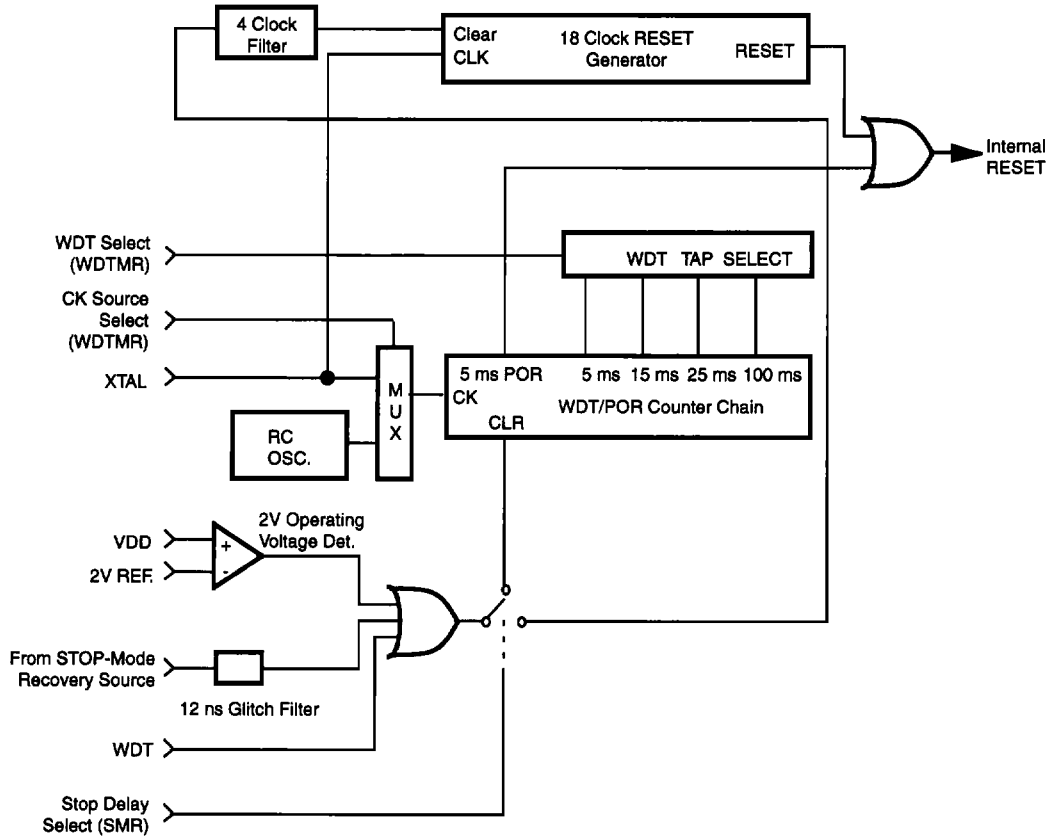 4 Clock
Filter
Clear
CLK
18 Clock RESET
Generator
RESET
Internal
RESET
WDT Select
(WDTMR)
WDT TAP SELECT
CK Source
Select
(WDTMR)
XTAL
M
U
X
5 ms POR
5 ms
15 ms
25 ms
100 ms
CK
WDT/POR Counter Chain
CLR
RC
OSC.
2V Operating
Voltage Det.
VDD
+
2V REF.
-
From STOP-Mode
Recovery Source
12 ns Glitch Filter
WDT
Stop Delay
Select (SMR)